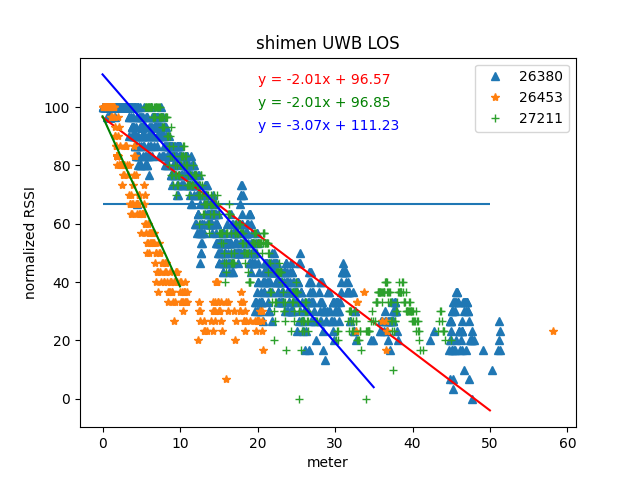 shimen UWB LOS
y = -2.01x + 96.57
y = -2.01x + 96.85
y = -3.07x + 111.23
26380
26453
27211
normalized RSSI
100
80
60
40
20
0
0 10 20 30 40 50 60
meter